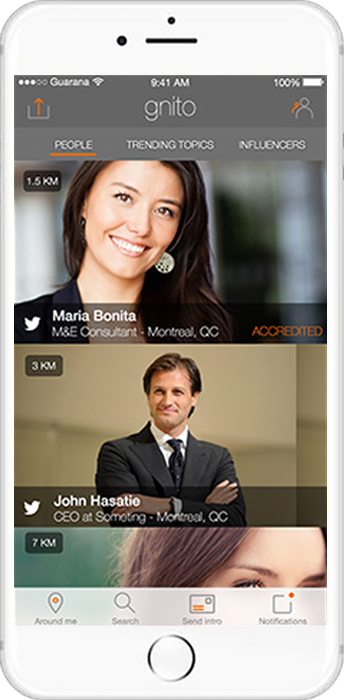 Guarana 9:41 AM 100%
gnito
PEOPLE TRENDING TOPICS INFLUENCERS
1.5 KM
Maria Bonita
M&E Consultant - Montreal, QC ACCREDITED
3 KM
John Hasatie
CEO at Someting - Montreal, QC
7 KM
Around me Search Send intro Notifications